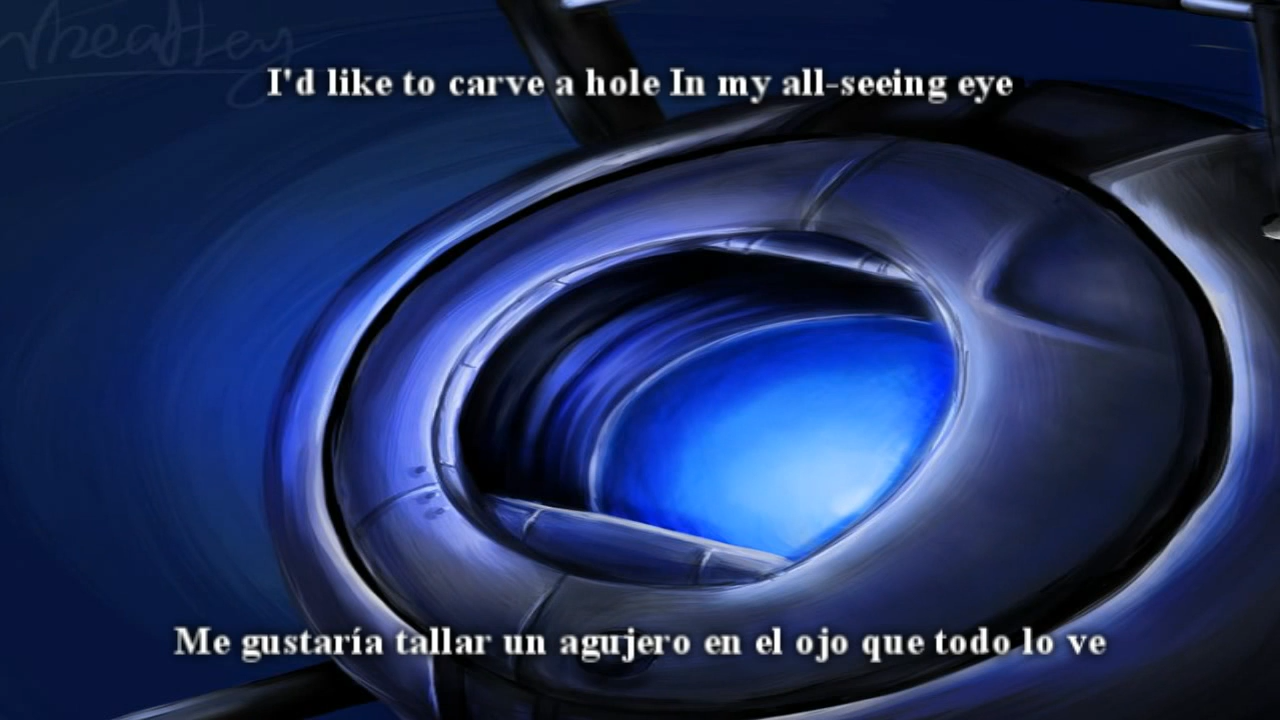 Wheatley
I'd like to carve a hole In my all-seeing eye
Me gustaría tallar un agujero en el ojo que todo lo ve